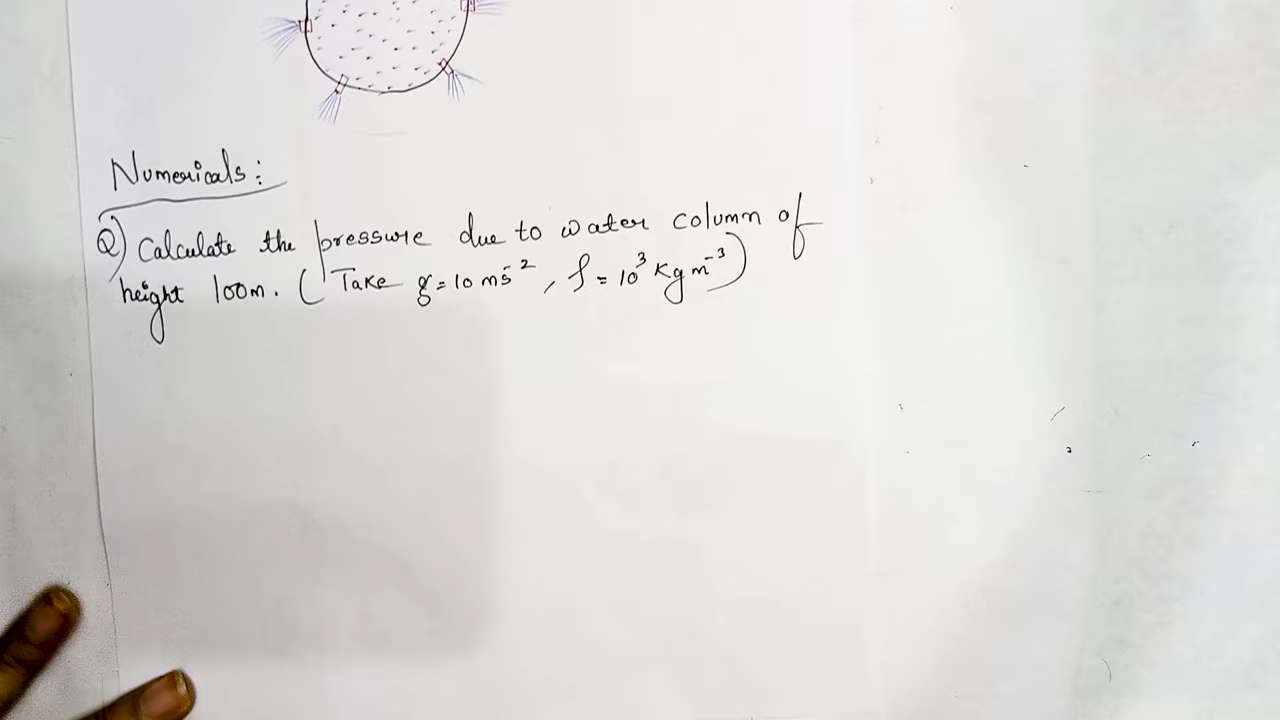 Numericals:
Q) Calculate the pressure due to water column of
height 100m. ( Take g = 10 ms⁻², ρ = 10³ Kg m⁻³)